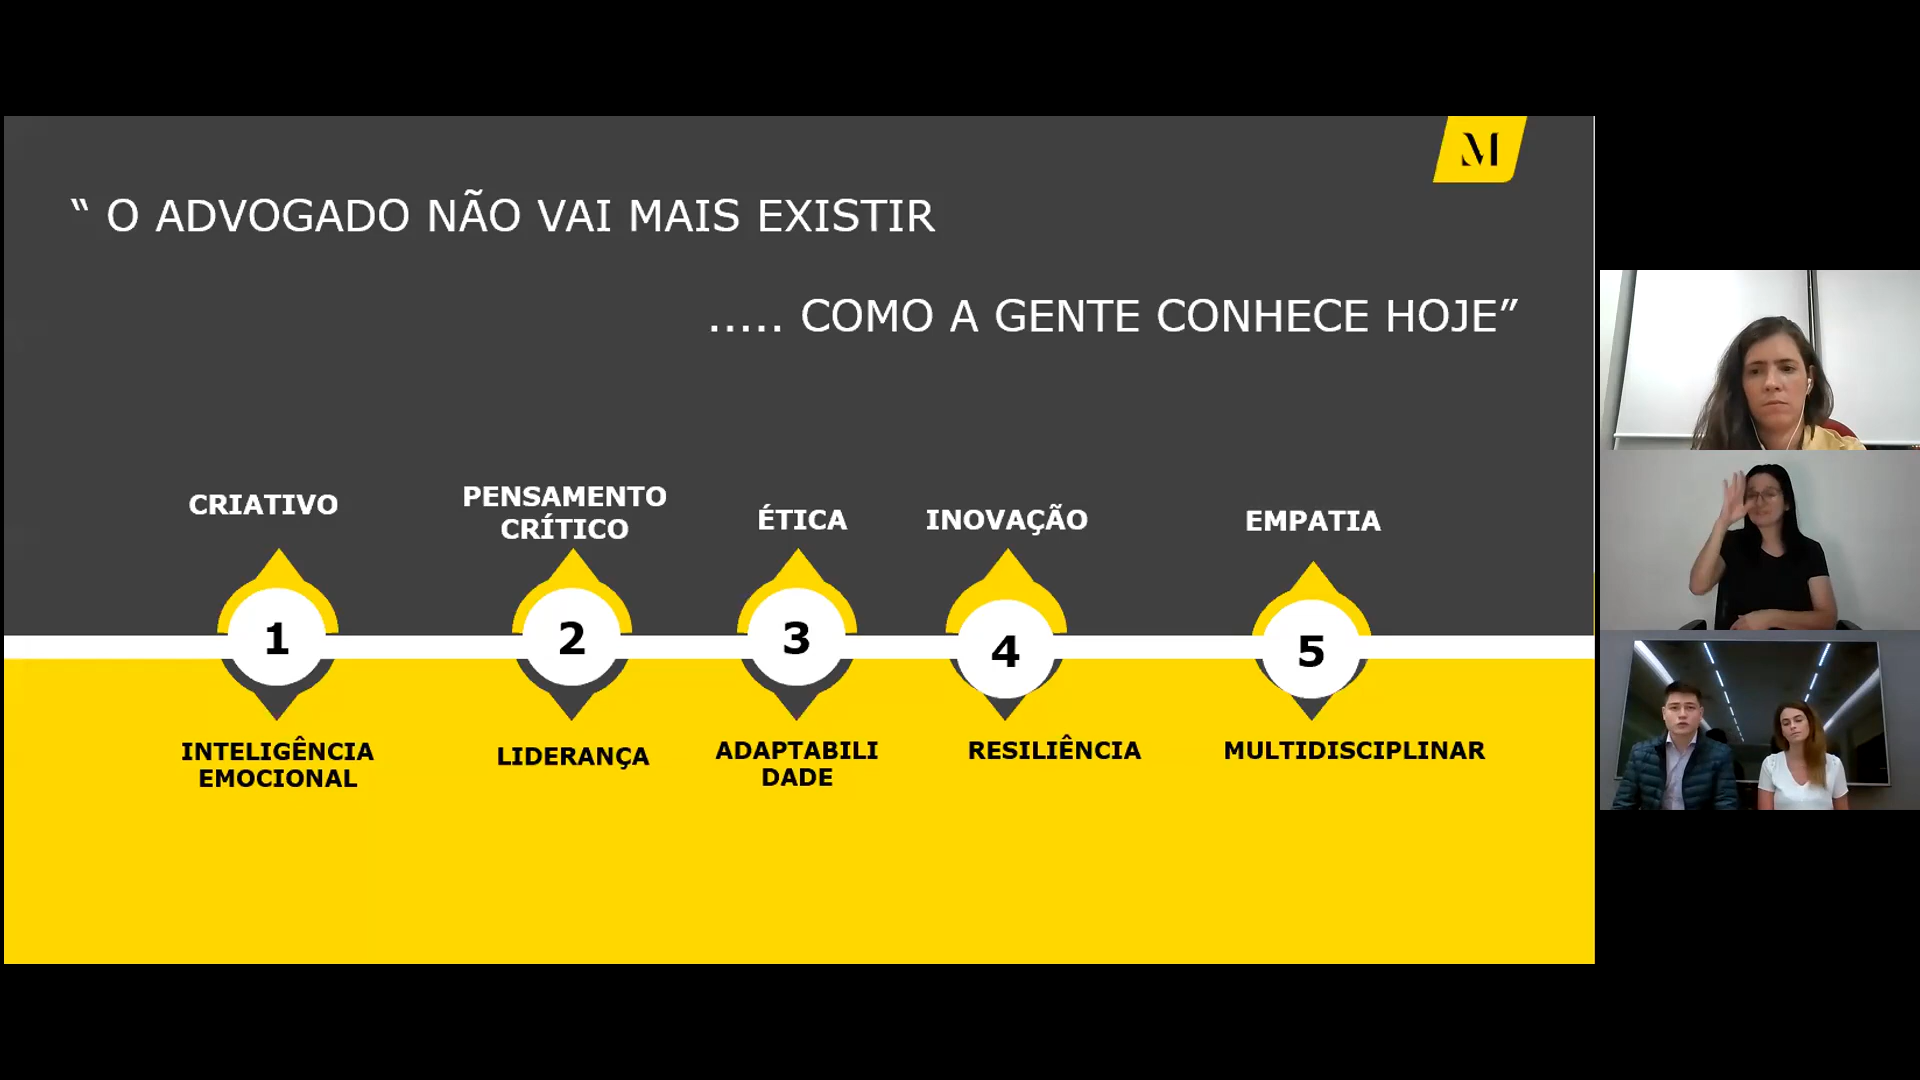 M
“ O ADVOGADO NÃO VAI MAIS EXISTIR
..... COMO A GENTE CONHECE HOJE”
CRIATIVO
PENSAMENTO
CRÍTICO
ÉTICA
INOVAÇÃO
EMPATIA
1
2
3
4
5
INTELIGÊNCIA
EMOCIONAL
LIDERANÇA
ADAPTABILI
DADE
RESILIÊNCIA
MULTIDISCIPLINAR